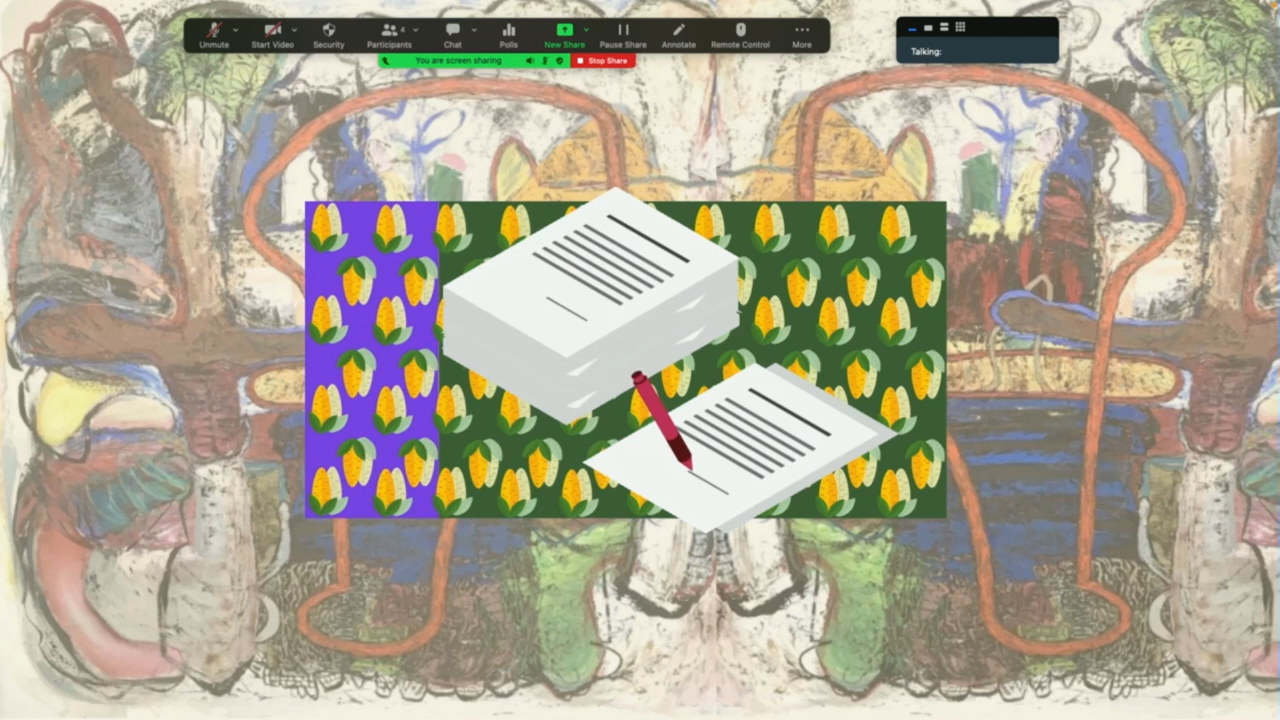 Unmute
Start Video
Security
Participants
4
Chat
Polls
New Share
Pause Share
Annotate
Remote Control
More
You are screen sharing
Stop Share
Talking: